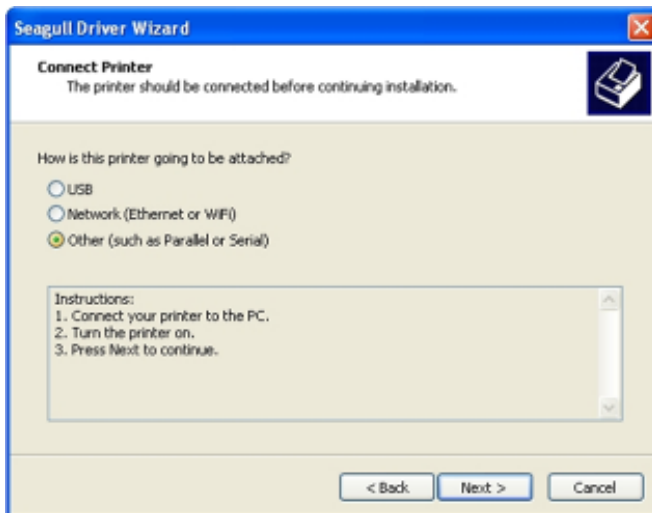 Seagull Driver Wizard
Connect Printer
The printer should be connected before continuing installation.
How is this printer going to be attached?
USB
Network (Ethernet or WiFi)
Other (such as Parallel or Serial)
Instructions:
1. Connect your printer to the PC.
2. Turn the printer on.
3. Press Next to continue.
< Back Next > Cancel